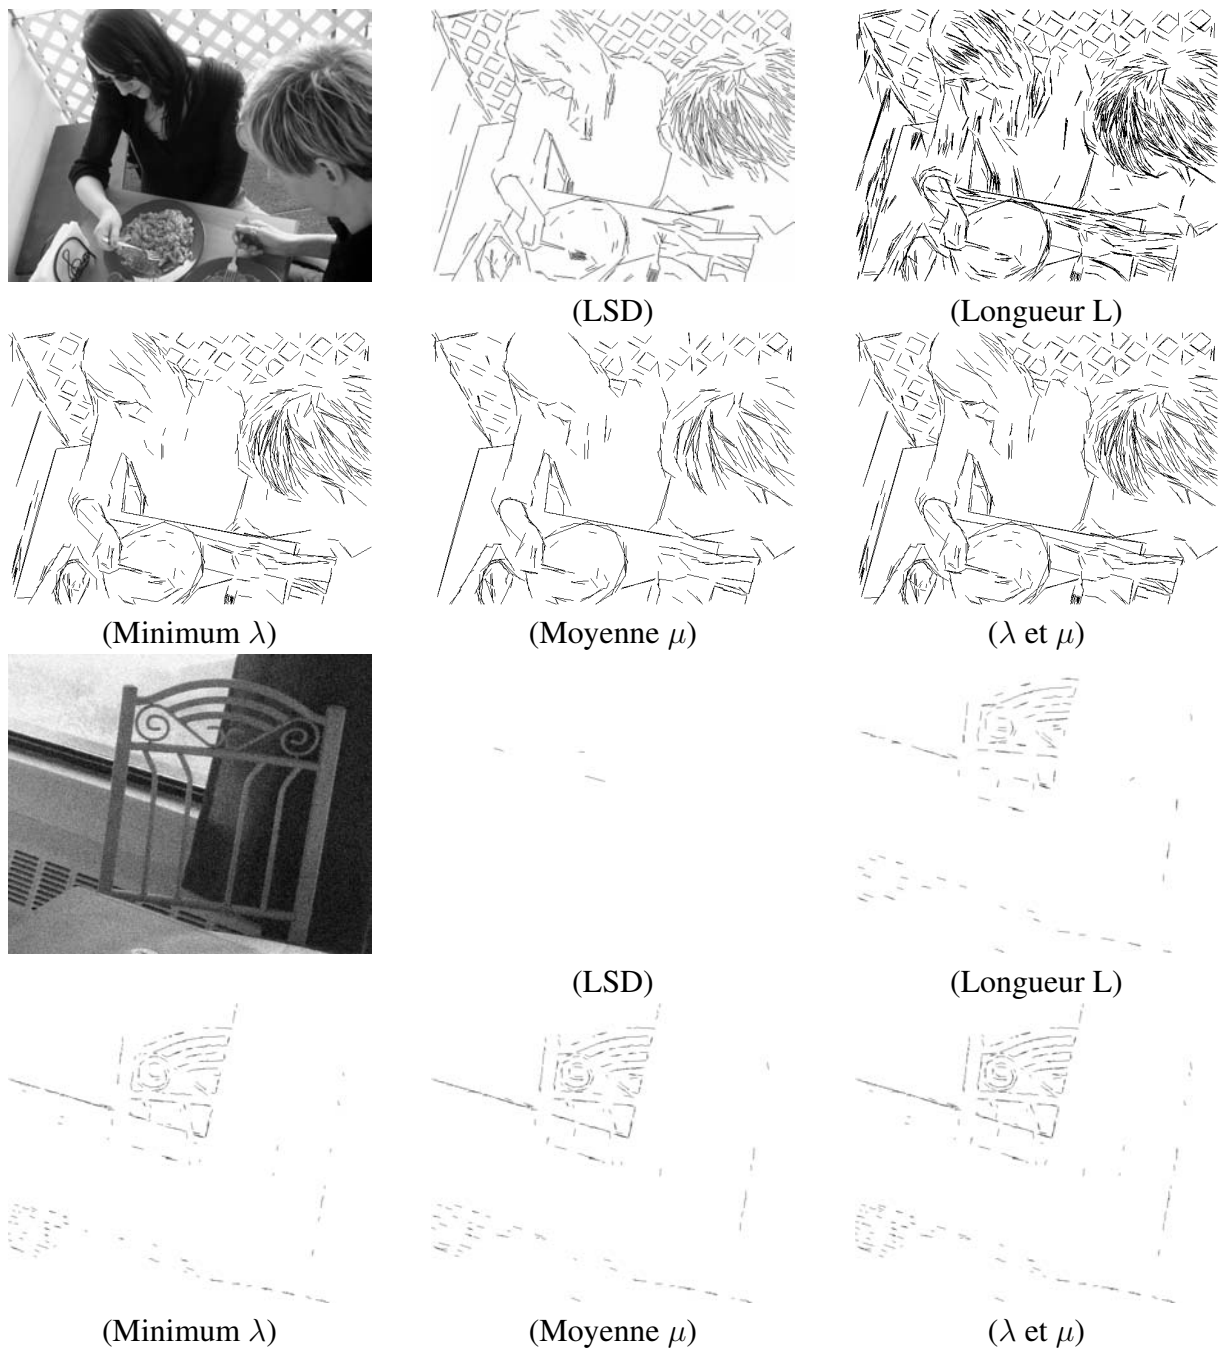 (LSD)
(Longueur L)
(Minimum λ)
(Moyenne μ)
(λ et μ)
(LSD)
(Longueur L)
(Minimum λ)
(Moyenne μ)
(λ et μ)